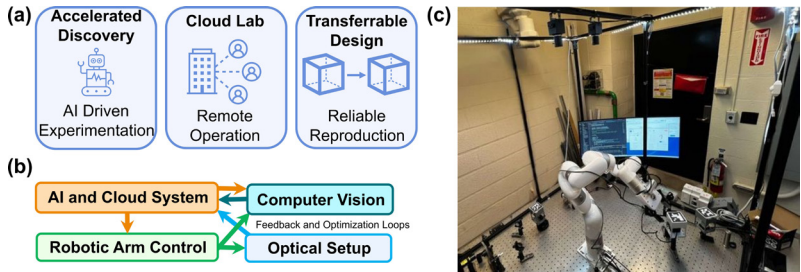 (a)
Accelerated
Discovery
AI Driven
Experimentation
Cloud Lab
Remote
Operation
Transferrable
Design
Reliable
Reproduction
(b)
AI and Cloud System
Computer Vision
Feedback and Optimization Loops
Robotic Arm Control
Optical Setup
(c)